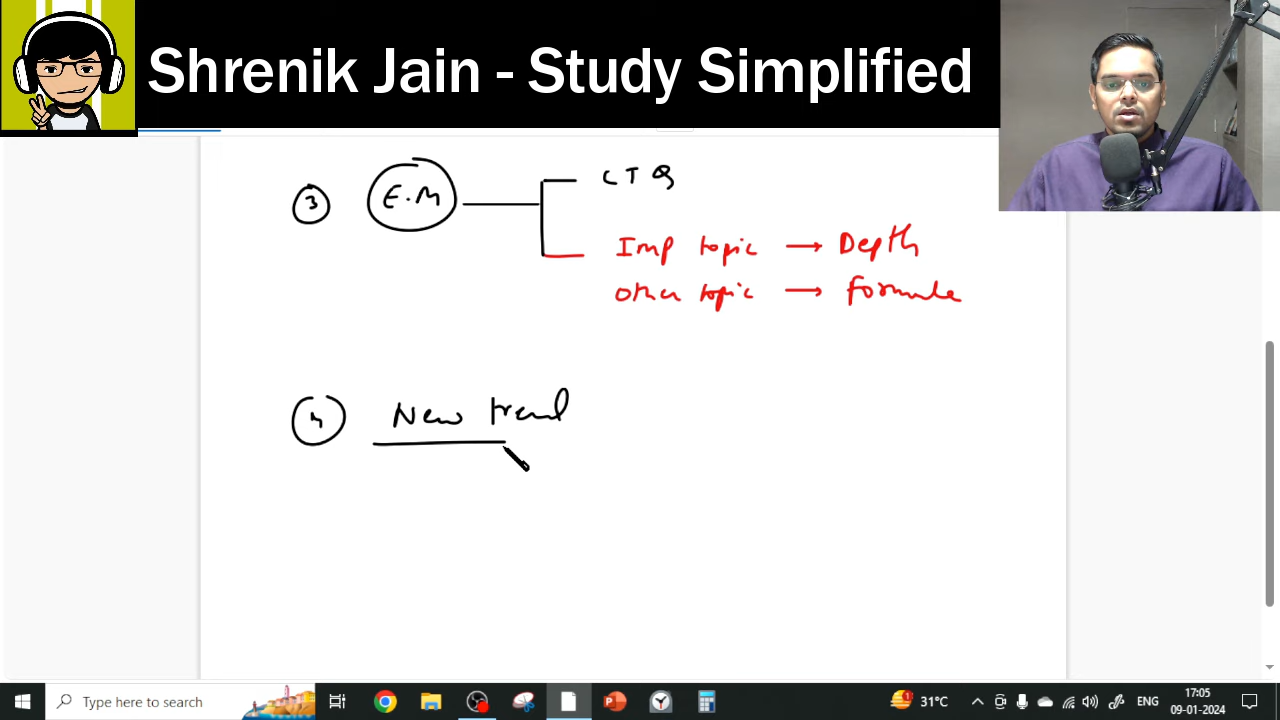 Shrenik Jain - Study Simplified
3 E.M CTQ
Imp topic → Depth
Other topic → Formula
4 New trend
Type here to search
1
31°C
ENG
17:05
09-01-2024